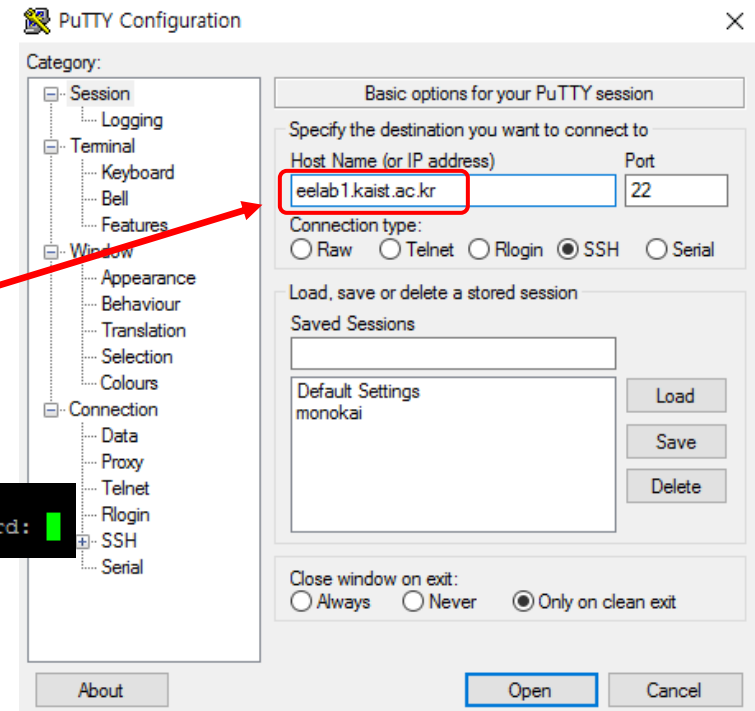 PuTTY Configuration
Category:
Session
Logging
Terminal
Keyboard
Bell
Features
Window
Appearance
Behaviour
Translation
Selection
Colours
Connection
Data
Proxy
Telnet
Rlogin
SSH
Serial
Basic options for your PuTTY session
Specify the destination you want to connect to
Host Name (or IP address) Port
eelab1.kaist.ac.kr 22
Connection type:
Raw Telnet Rlogin SSH Serial
Load, save or delete a stored session
Saved Sessions
Default Settings
monokai
Load
Save
Delete
Close window on exit:
Always Never Only on clean exit
About Open Cancel
rd: